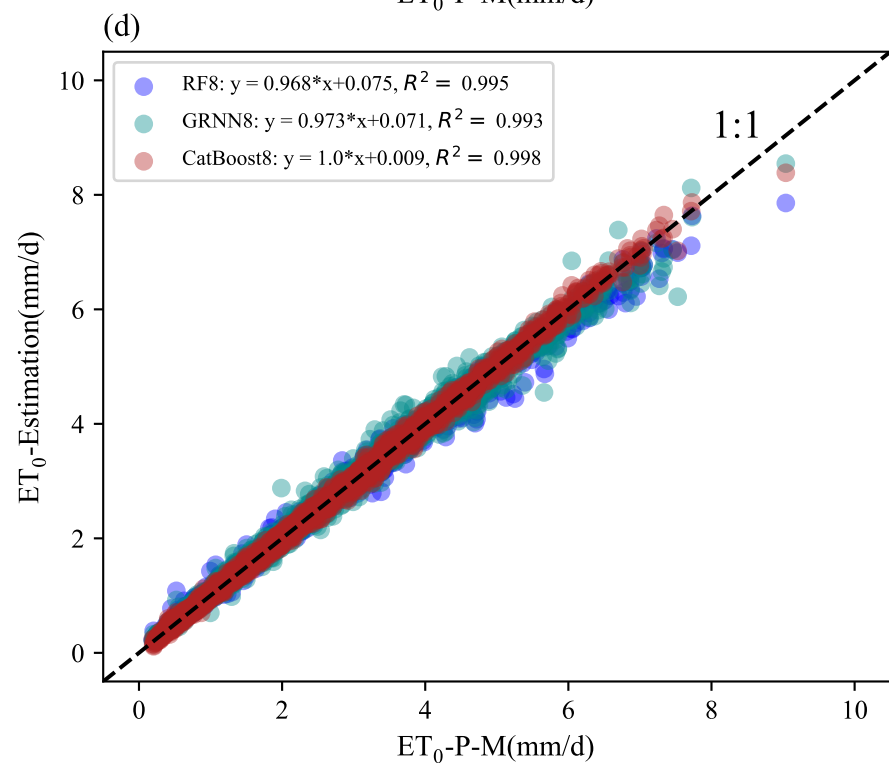 ET₀-P-M(mm/d)
(d)
RF8: y = 0.968*x+0.075, R² = 0.995
GRNN8: y = 0.973*x+0.071, R² = 0.993
CatBoost8: y = 1.0*x+0.009, R² = 0.998
1:1
10
8
6
4
2
0
ET₀-Estimation(mm/d)
0 2 4 6 8 10
ET₀-P-M(mm/d)